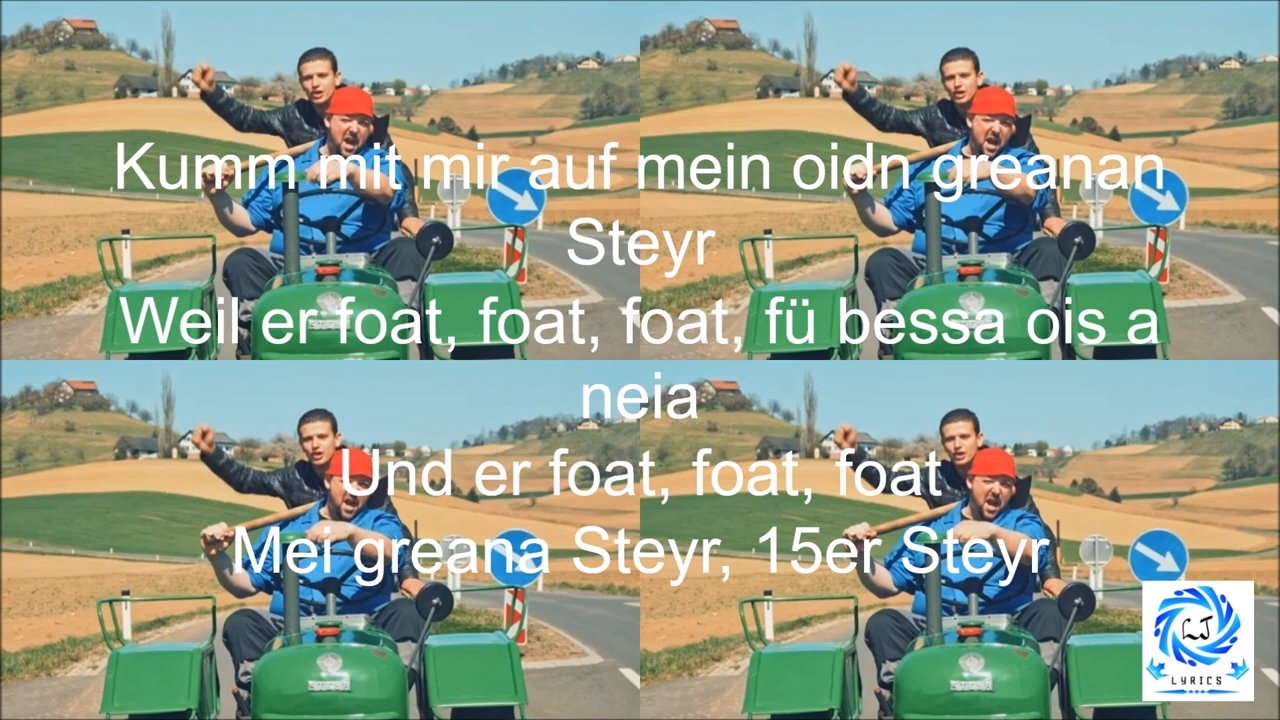 Kumm mit mir auf mein oidn greanan
Steyr
Weil er foat, foat, foat, fü bessa ois a
neia
Und er foat, foat, foat
Mei greana Steyr, 15er Steyr
LJ
LYRICS